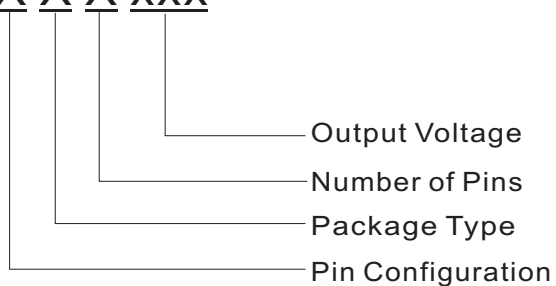 Output Voltage
Number of Pins
Package Type
Pin Configuration